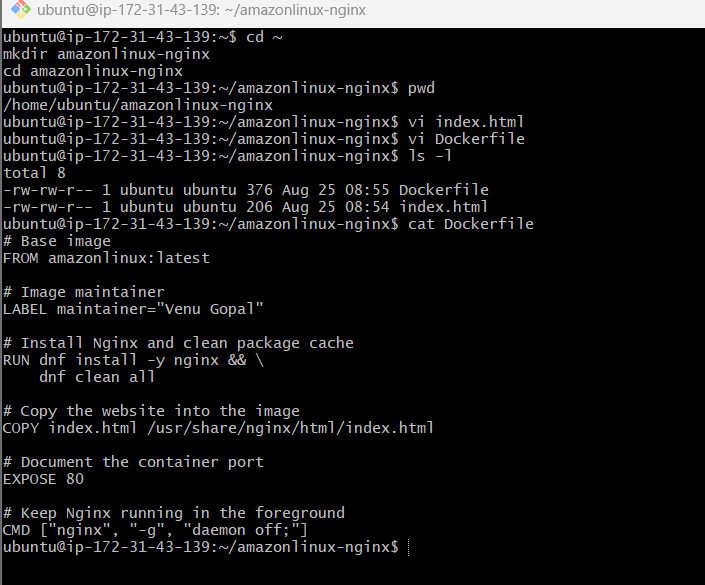 ubuntu@ip-172-31-43-139: ~/amazonlinux-nginx
ubuntu@ip-172-31-43-139:~$ cd ~
mkdir amazonlinux-nginx
cd amazonlinux-nginx
ubuntu@ip-172-31-43-139:~/amazonlinux-nginx$ pwd
/home/ubuntu/amazonlinux-nginx
ubuntu@ip-172-31-43-139:~/amazonlinux-nginx$ vi index.html
ubuntu@ip-172-31-43-139:~/amazonlinux-nginx$ vi Dockerfile
ubuntu@ip-172-31-43-139:~/amazonlinux-nginx$ ls -l
total 8
-rw-rw-r-- 1 ubuntu ubuntu 376 Aug 25 08:55 Dockerfile
-rw-rw-r-- 1 ubuntu ubuntu 206 Aug 25 08:54 index.html
ubuntu@ip-172-31-43-139:~/amazonlinux-nginx$ cat Dockerfile
# Base image
FROM amazonlinux:latest

# Image maintainer
LABEL maintainer="Venu Gopal"

# Install Nginx and clean package cache
RUN dnf install -y nginx && \
    dnf clean all

# Copy the website into the image
COPY index.html /usr/share/nginx/html/index.html

# Document the container port
EXPOSE 80

# Keep Nginx running in the foreground
CMD ["nginx", "-g", "daemon off;"]
ubuntu@ip-172-31-43-139:~/amazonlinux-nginx$